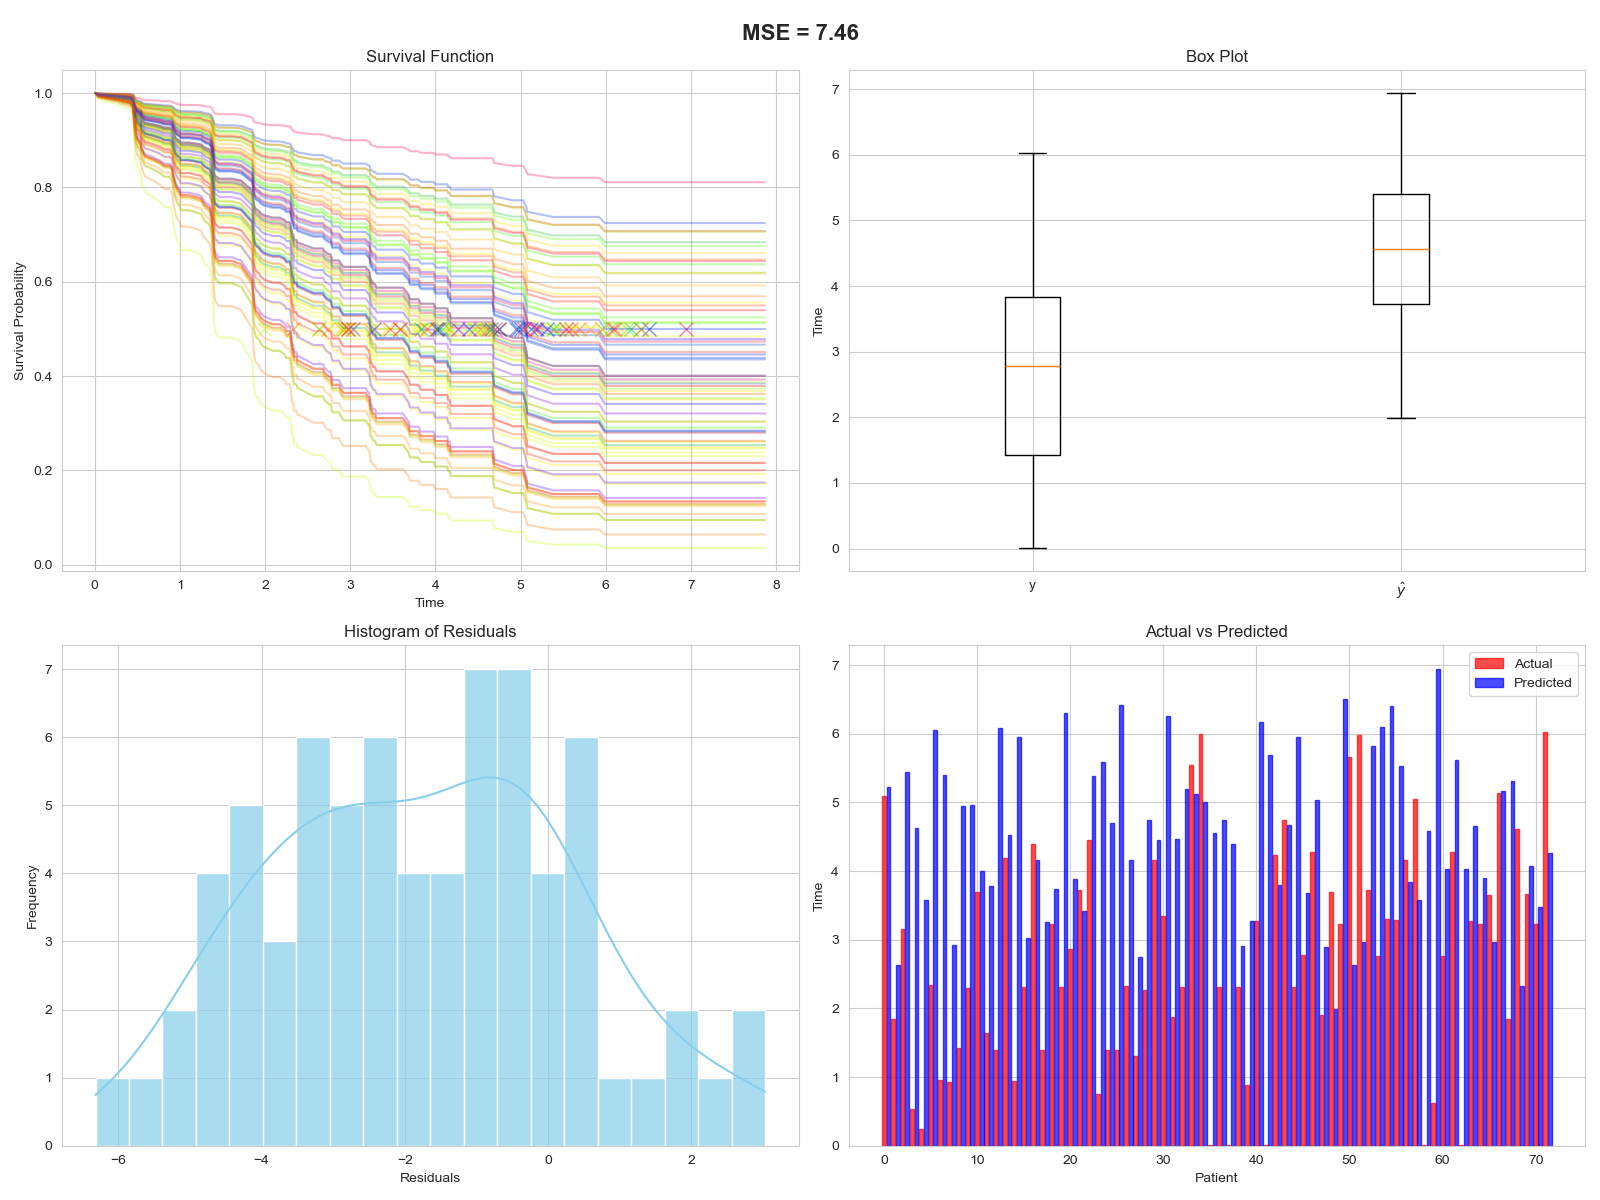 MSE = 7.46
Survival Function
Survival Probability
1.0
0.8
0.6
0.4
0.2
0.0
0 1 2 3 4 5 6 7 8
Time
Box Plot
Time
7
6
5
4
3
2
1
0
y ŷ
Histogram of Residuals
Frequency
7
6
5
4
3
2
1
0
−6 −4 −2 0 2
Residuals
Actual vs Predicted
Actual
Predicted
Time
7
6
5
4
3
2
1
0
0 10 20 30 40 50 60 70
Patient